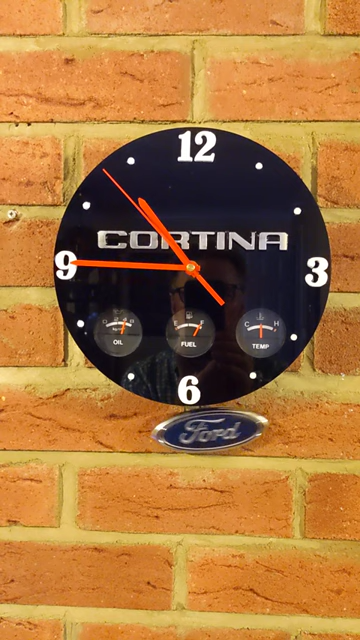 12
CORTINA
9
3
E F
C H
OIL
FUEL
TEMP
6
Ford